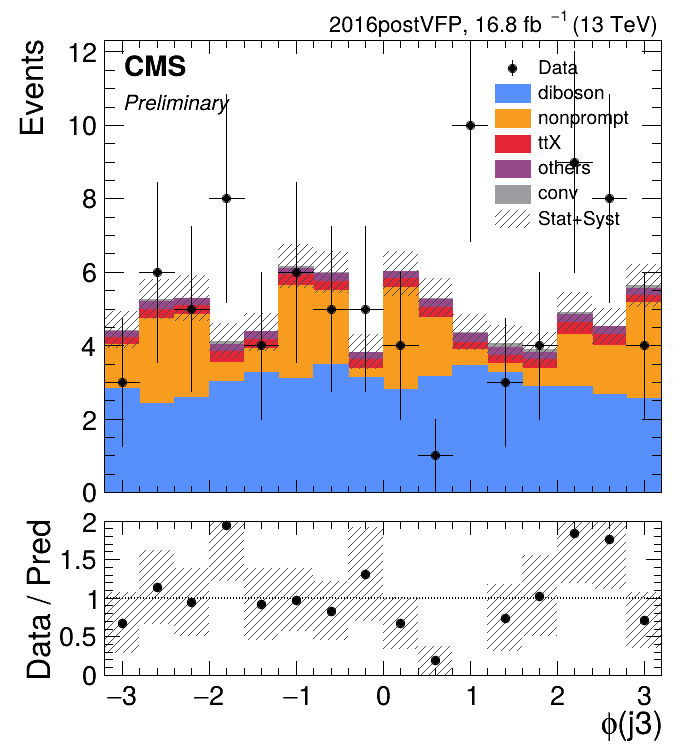 2016postVFP, 16.8 fb⁻¹ (13 TeV)
CMS
Preliminary
Events
12
10
8
6
4
2
0
Data
diboson
nonprompt
ttX
others
conv
Stat+Syst
Data / Pred
2
1.5
1
0.5
0
−3 −2 −1 0 1 2 3
ϕ(j3)